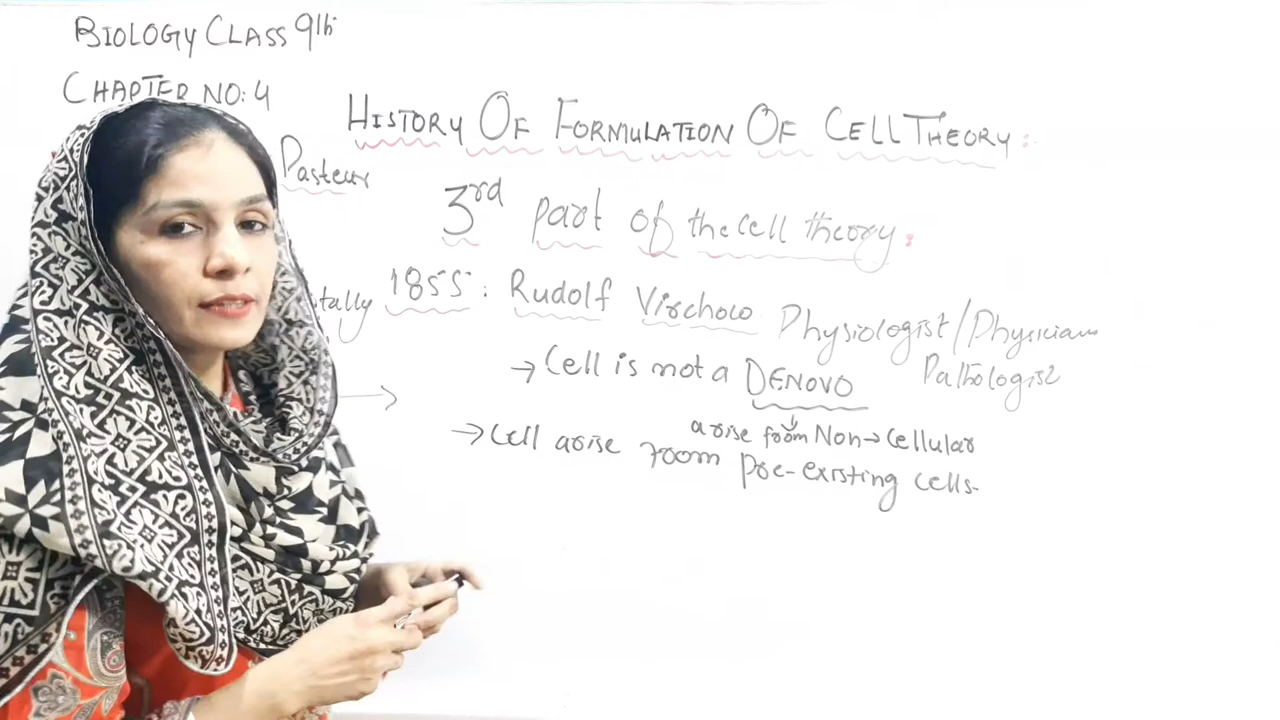 BIOLOGY CLASS 9th
CHAPTER NO: 4
HISTORY OF FORMULATION OF CELL THEORY:
Pasteur
3rd part of the cell theory:
tally
1855: Rudolf Virchow Physiologist/Physician
Pathologist
→ Cell is not a DENOVO
arise from Non→Cellular
→ Cell arise from pre-existing cells.